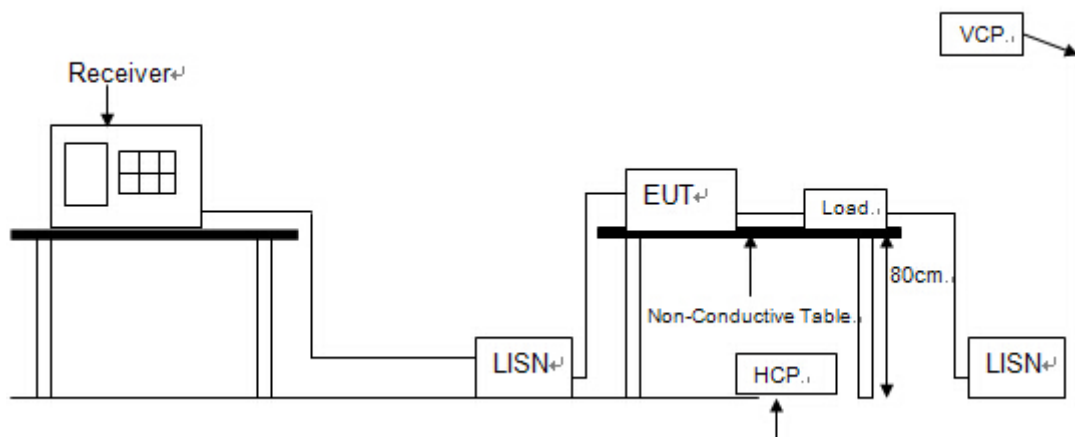 VCP.
Receiver↵
EUT↵
Load.
80cm.
Non-Conductive Table.
LISN↵
HCP.
LISN↵